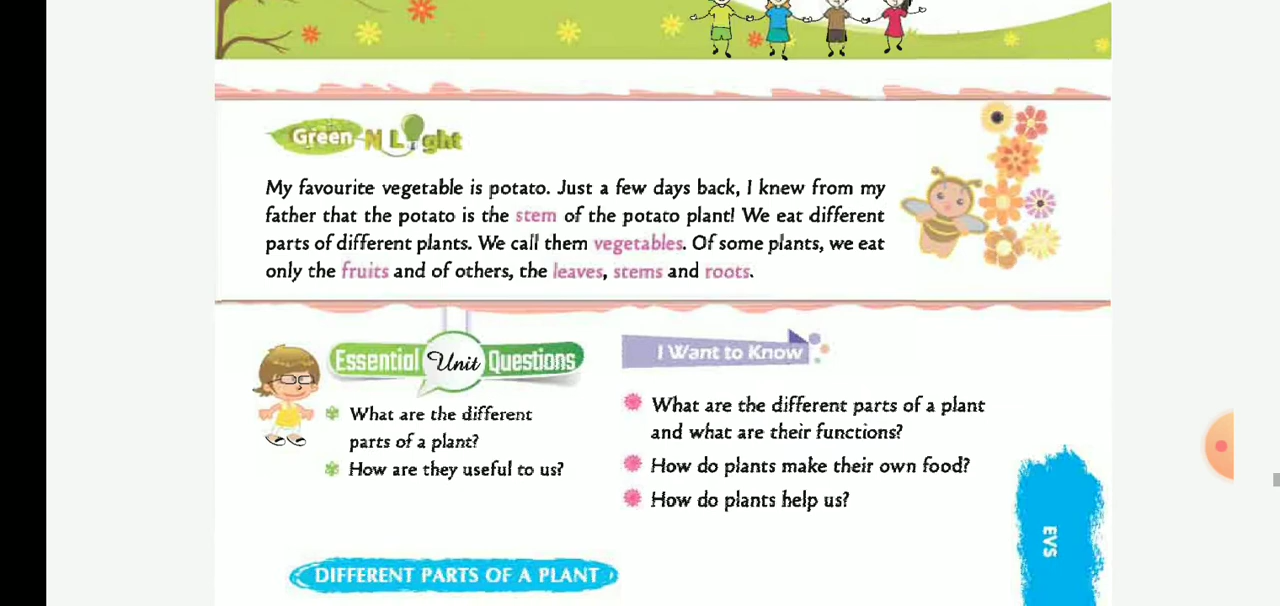 Green N Light
My favourite vegetable is potato. Just a few days back, I knew from my
father that the potato is the stem of the potato plant! We eat different
parts of different plants. We call them vegetables. Of some plants, we eat
only the fruits and of others, the leaves, stems and roots.
Essential Unit Questions
What are the different
parts of a plant?
How are they useful to us?
I Want to Know
What are the different parts of a plant
and what are their functions?
How do plants make their own food?
How do plants help us?
EVS
DIFFERENT PARTS OF A PLANT